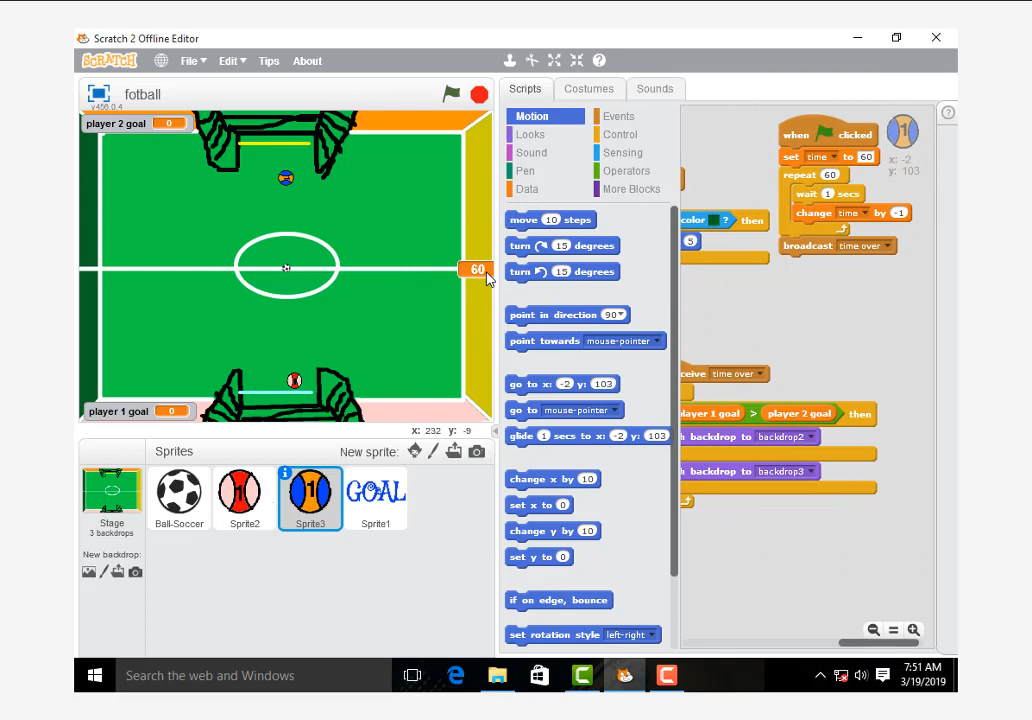 Scratch 2 Offline Editor
SCRATCH File Edit Tips About
fotball
v456.0.4
player 2 goal 0
60
player 1 goal 0
x: 232 y: -9
Sprites New sprite:
Stage
3 backdrops
New backdrop:
Ball-Soccer
1
Sprite2
1
Sprite3
GOAL
Sprite1
Scripts Costumes Sounds
Motion Events
Looks Control
Sound Sensing
Pen Operators
Data More Blocks
move 10 steps
turn 15 degrees
turn 15 degrees
point in direction 90
point towards mouse-pointer
go to x: -2 y: 103
go to mouse-pointer
glide 1 secs to x: -2 y: 103
change x by 10
set x to 0
change y by 10
set y to 0
if on edge, bounce
set rotation style left-right
color ? then
5
when clicked
set time to 60
repeat 60
wait 1 secs
change time by -1
broadcast time over
1
x: -2
y: 103
ceive time over
layer 1 goal > player 2 goal then
h backdrop to backdrop2
h backdrop to backdrop3
Search the web and Windows
7:51 AM
3/19/2019